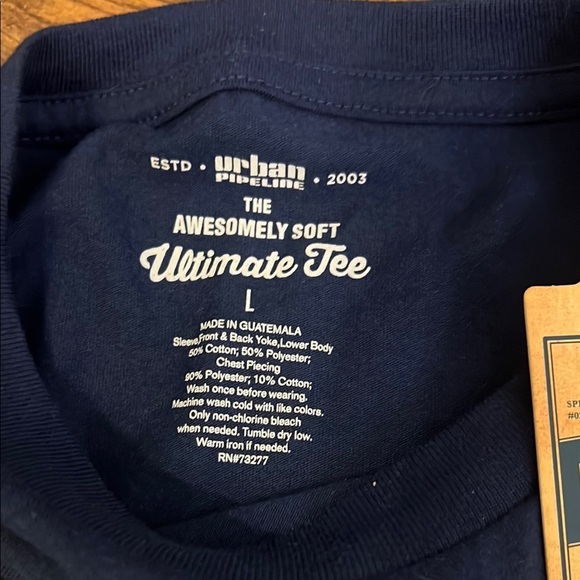 ESTD • urban PIPELINE • 2003
THE
AWESOMELY SOFT
Ultimate Tee
L
MADE IN GUATEMALA
Sleeve,Front & Back Yoke,Lower Body
50% Cotton; 50% Polyester;
Chest Piecing
90% Polyester; 10% Cotton;
Wash once before wearing.
Machine wash cold with like colors.
Only non-chlorine bleach
when needed. Tumble dry low.
Warm iron if needed.
RN#73277